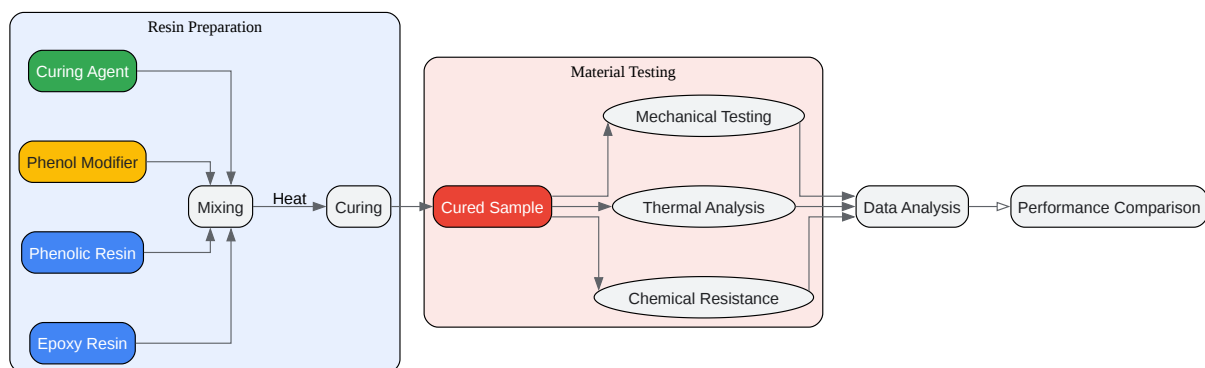 Resin Preparation
Curing Agent
Phenol Modifier
Phenolic Resin
Epoxy Resin
Mixing
Heat
Curing
Material Testing
Cured Sample
Mechanical Testing
Thermal Analysis
Chemical Resistance
Data Analysis
Performance Comparison